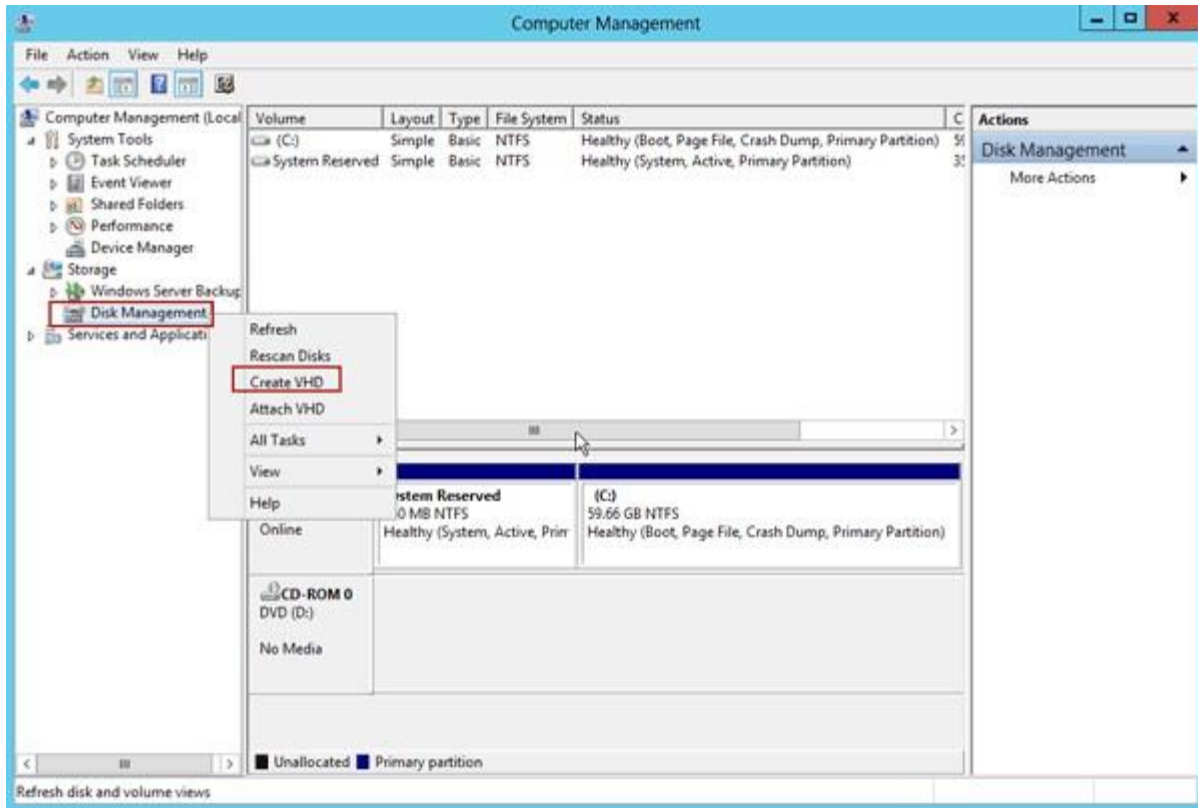 Computer Management
File Action View Help
Computer Management (Local
System Tools
Task Scheduler
Event Viewer
Shared Folders
Performance
Device Manager
Storage
Windows Server Backup
Disk Management
Services and Applicati
Volume Layout Type File System Status C
(C:) Simple Basic NTFS Healthy (Boot, Page File, Crash Dump, Primary Partition)
System Reserved Simple Basic NTFS Healthy (System, Active, Primary Partition)
Refresh
Rescan Disks
Create VHD
Attach VHD
All Tasks
View
Help
Online
stem Reserved
0 MB NTFS
Healthy (System, Active, Prim
(C:)
59.66 GB NTFS
Healthy (Boot, Page File, Crash Dump, Primary Partition)
CD-ROM 0
DVD (D:)
No Media
Unallocated Primary partition
Actions
Disk Management
More Actions
Refresh disk and volume views